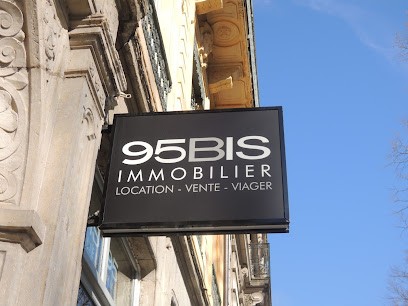 95BIS
IMMOBILIER
LOCATION - VENTE - VIAGER